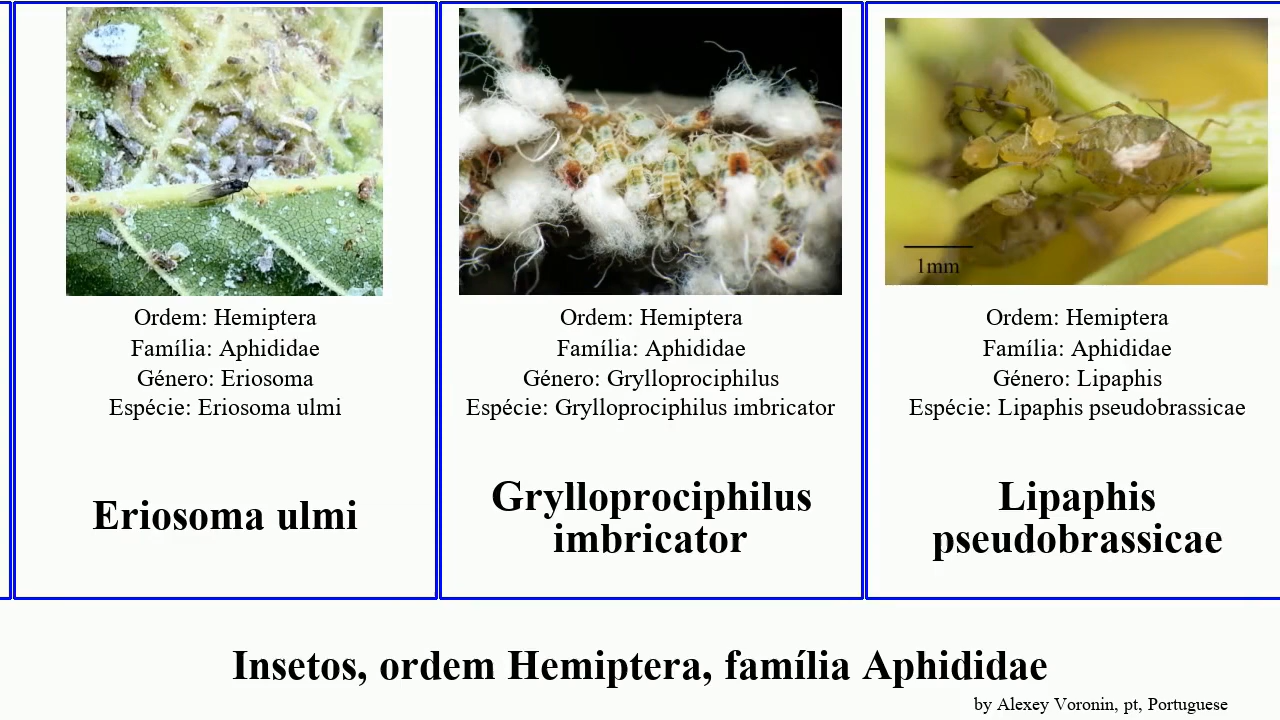 1mm
Ordem: Hemiptera
Família: Aphididae
Género: Eriosoma
Espécie: Eriosoma ulmi
Eriosoma ulmi
Ordem: Hemiptera
Família: Aphididae
Género: Grylloprociphilus
Espécie: Grylloprociphilus imbricator
Grylloprociphilus
imbricator
Ordem: Hemiptera
Família: Aphididae
Género: Lipaphis
Espécie: Lipaphis pseudobrassicae
Lipaphis
pseudobrassicae
Insetos, ordem Hemiptera, família Aphididae
by Alexey Voronin, pt, Portuguese